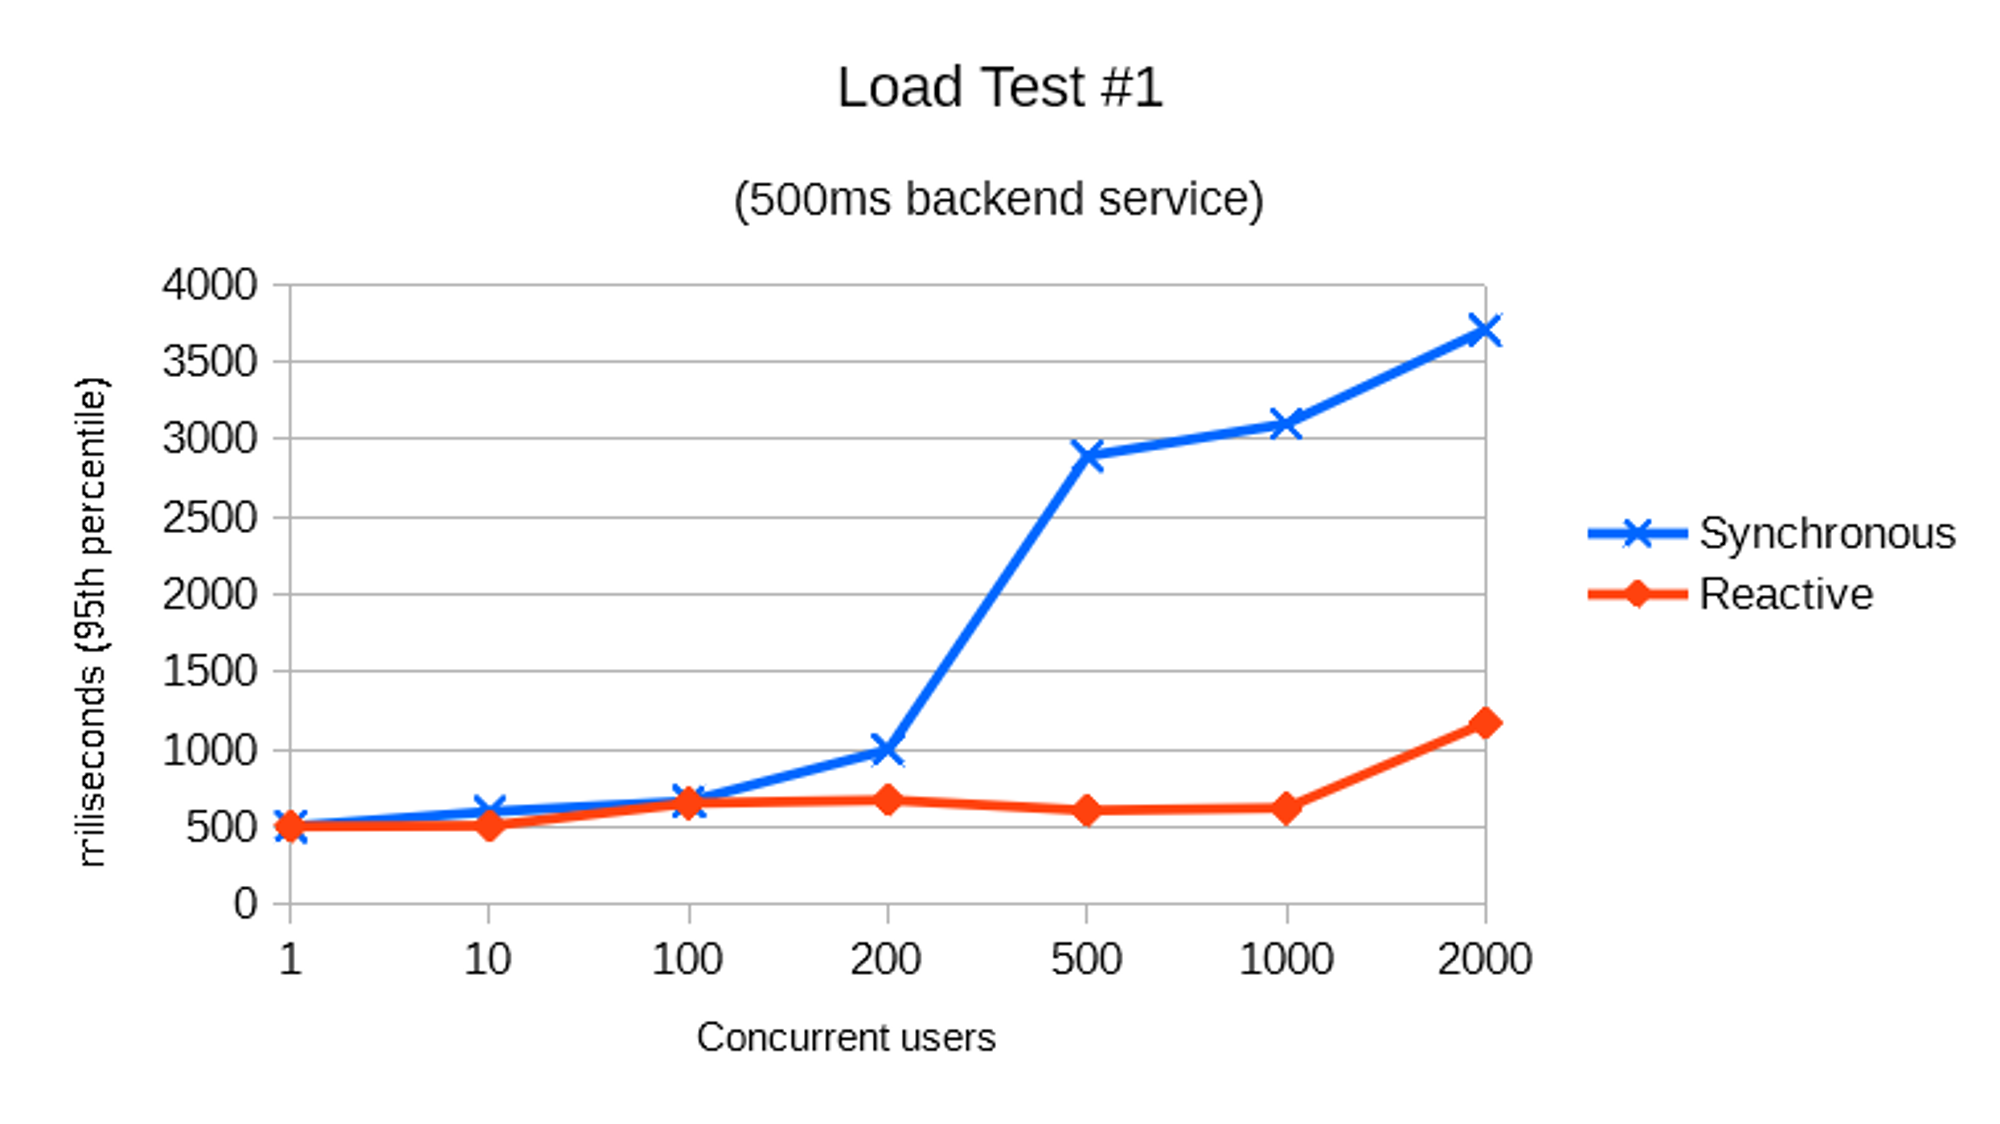 Load Test #1
(500ms backend service)
miliseconds (95th percentile)
4000
3500
3000
2500
2000
1500
1000
500
0
1 10 100 200 500 1000 2000
Concurrent users
Synchronous
Reactive